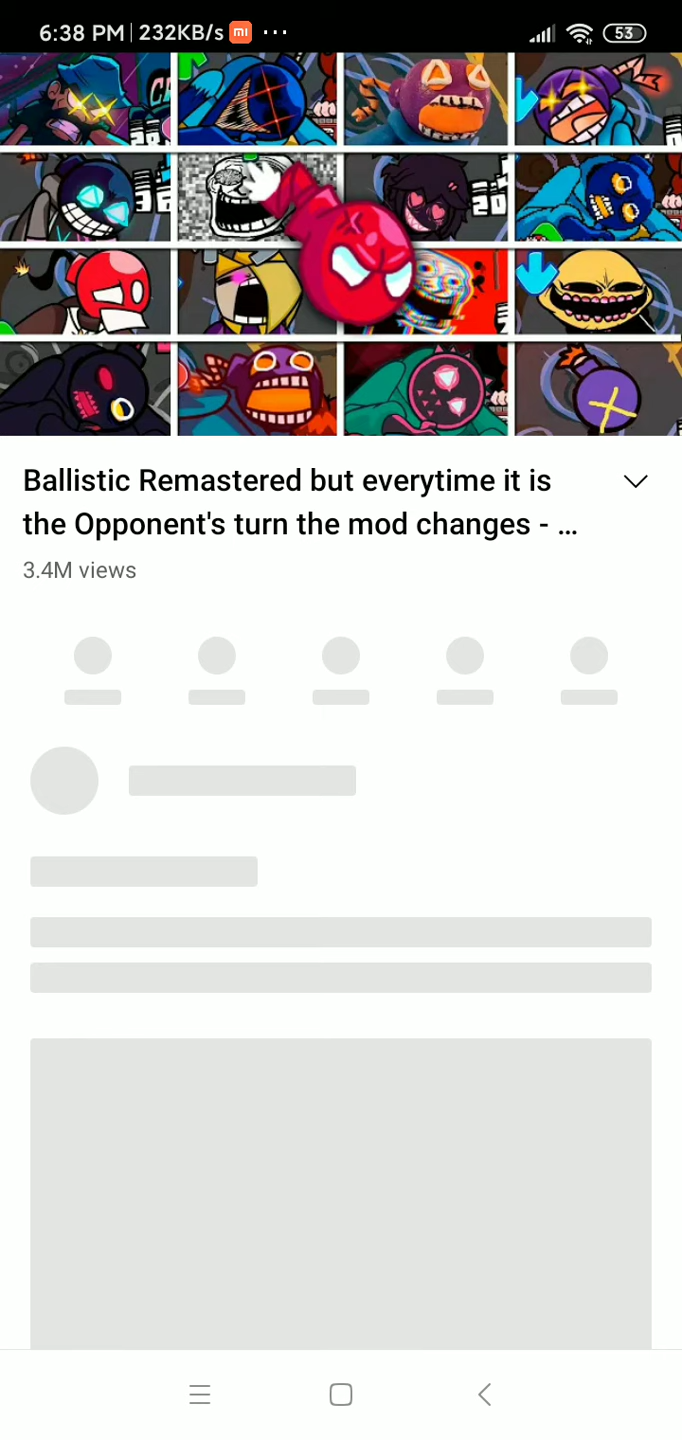 6:38 PM 232KB/s mi ... 53
Ballistic Remastered but everytime it is
the Opponent's turn the mod changes - ...
3.4M views